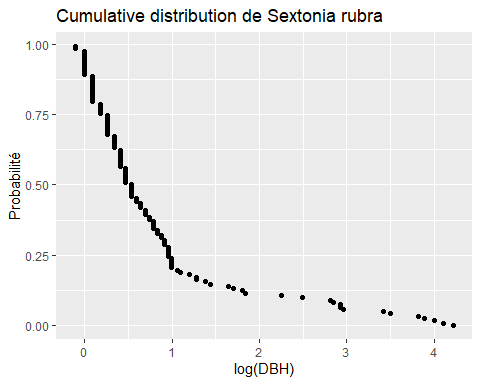 Cumulative distribution de Sextonia rubra
Probabilité
1.00
0.75
0.50
0.25
0.00
0 1 2 3 4
log(DBH)